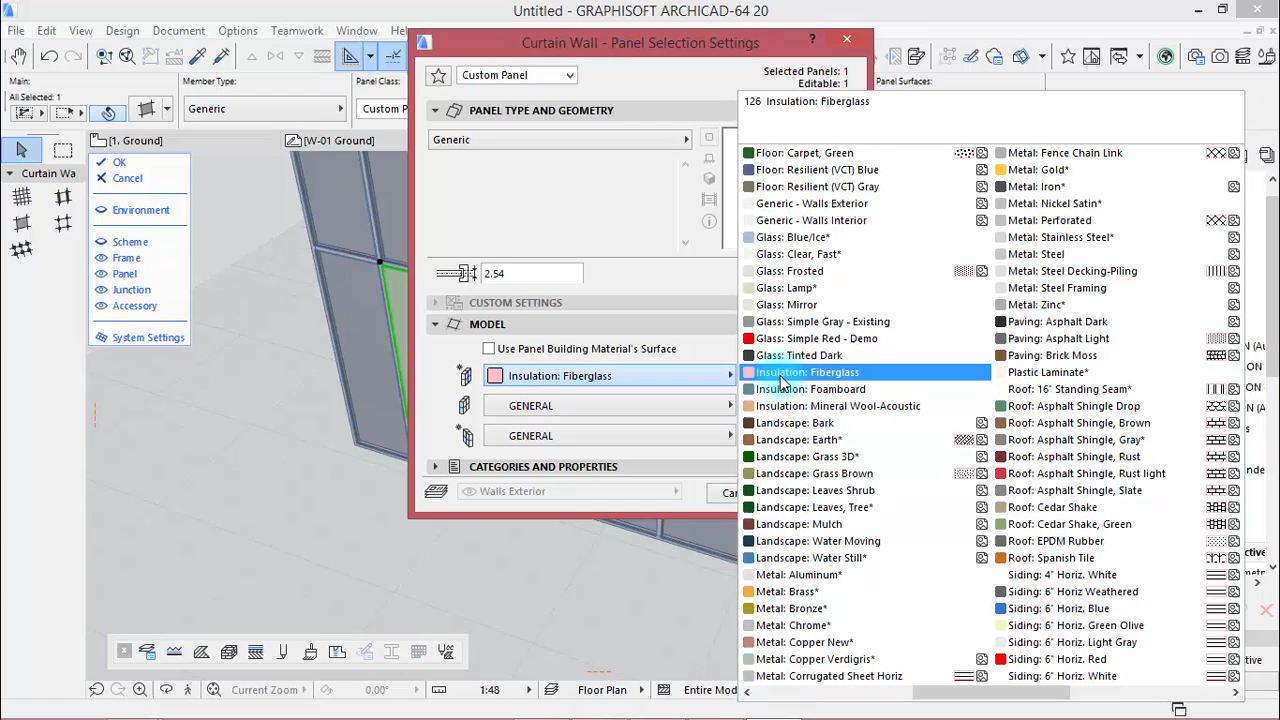 Untitled - GRAPHISOFT ARCHICAD-64 20
File Edit View Design Document Options Teamwork Window
Curtain Wall - Panel Selection Settings
?
Main:
All Selected: 1
Member Type:
Generic
Panel Class:
Custom P
Custom Panel
Selected Panels: 1
Editable: 1
Panel Surfaces:
PANEL TYPE AND GEOMETRY
Generic
126 Insulation: Fiberglass
[1. Ground]
[W-01 Ground]
Curtain Wa
OK
Cancel
Environment
Scheme
Frame
Panel
Junction
Accessory
System Settings
2.54
CUSTOM SETTINGS
MODEL
Use Panel Building Material's Surface
Insulation: Fiberglass
GENERAL
GENERAL
CATEGORIES AND PROPERTIES
Walls Exterior
Floor: Carpet, Green
Floor: Resilient (VCT) Blue
Floor: Resilient (VCT) Gray
Generic - Walls Exterior
Generic - Walls Interior
Glass: Blue/Ice*
Glass: Clear, Fast*
Glass: Frosted
Glass: Lamp*
Glass: Mirror
Glass: Simple Gray - Existing
Glass: Simple Red - Demo
Glass: Tinted Dark
Insulation: Fiberglass
Insulation: Foamboard
Insulation: Mineral Wool-Acoustic
Landscape: Bark
Landscape: Earth*
Landscape: Grass 3D*
Landscape: Grass Brown
Landscape: Leaves Shrub
Landscape: Leaves, Tree*
Landscape: Mulch
Landscape: Water Moving
Landscape: Water Still*
Metal: Aluminum*
Metal: Brass*
Metal: Bronze*
Metal: Chrome*
Metal: Copper New*
Metal: Copper Verdigris*
Metal: Corrugated Sheet Horiz
Metal: Fence Chain Link
Metal: Gold*
Metal: Iron*
Metal: Nickel Satin*
Metal: Perforated
Metal: Stainless Steel*
Metal: Steel
Metal: Steel Decking-Piling
Metal: Steel Framing
Metal: Zinc*
Paving: Asphalt Dark
Paving: Asphalt Light
Paving: Brick Moss
Plastic Laminate*
Roof: 16" Standing Seam*
Roof: Asphalt Shingle Drop
Roof: Asphalt Shingle, Brown
Roof: Asphalt Shingle, Gray*
Roof: Asphalt Shingle, Rust
Roof: Asphalt Shingle, Rust light
Roof: Asphalt Shingle, Slate
Roof: Cedar Shake
Roof: Cedar Shake, Green
Roof: EPDM Rubber
Roof: Spanish Tile
Siding: 4" Horiz. White
Siding: 6" Horiz Weathered
Siding: 6" Horiz. Blue
Siding: 6" Horiz. Green Olive
Siding: 6" Horiz. Light Gray
Siding: 6" Horiz. Red
Siding: 6" Horiz. White
Current Zoom
0.00°
1:48
Floor Plan